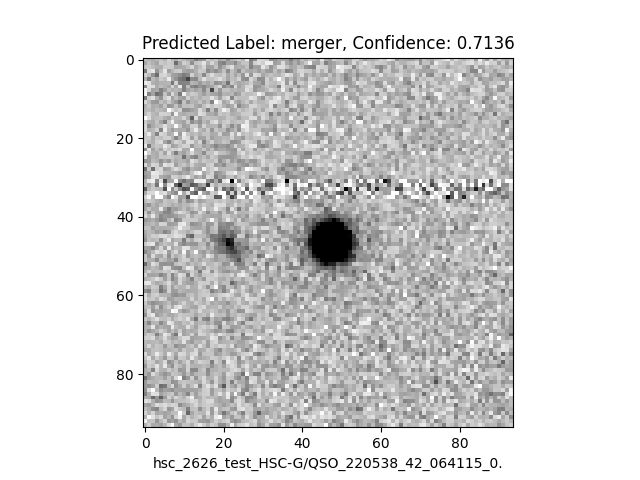 Predicted Label: merger, Confidence: 0.7136
0
20
40
60
80
0 20 40 60 80
hsc_2626_test_HSC-G/QSO_220538_42_064115_0.